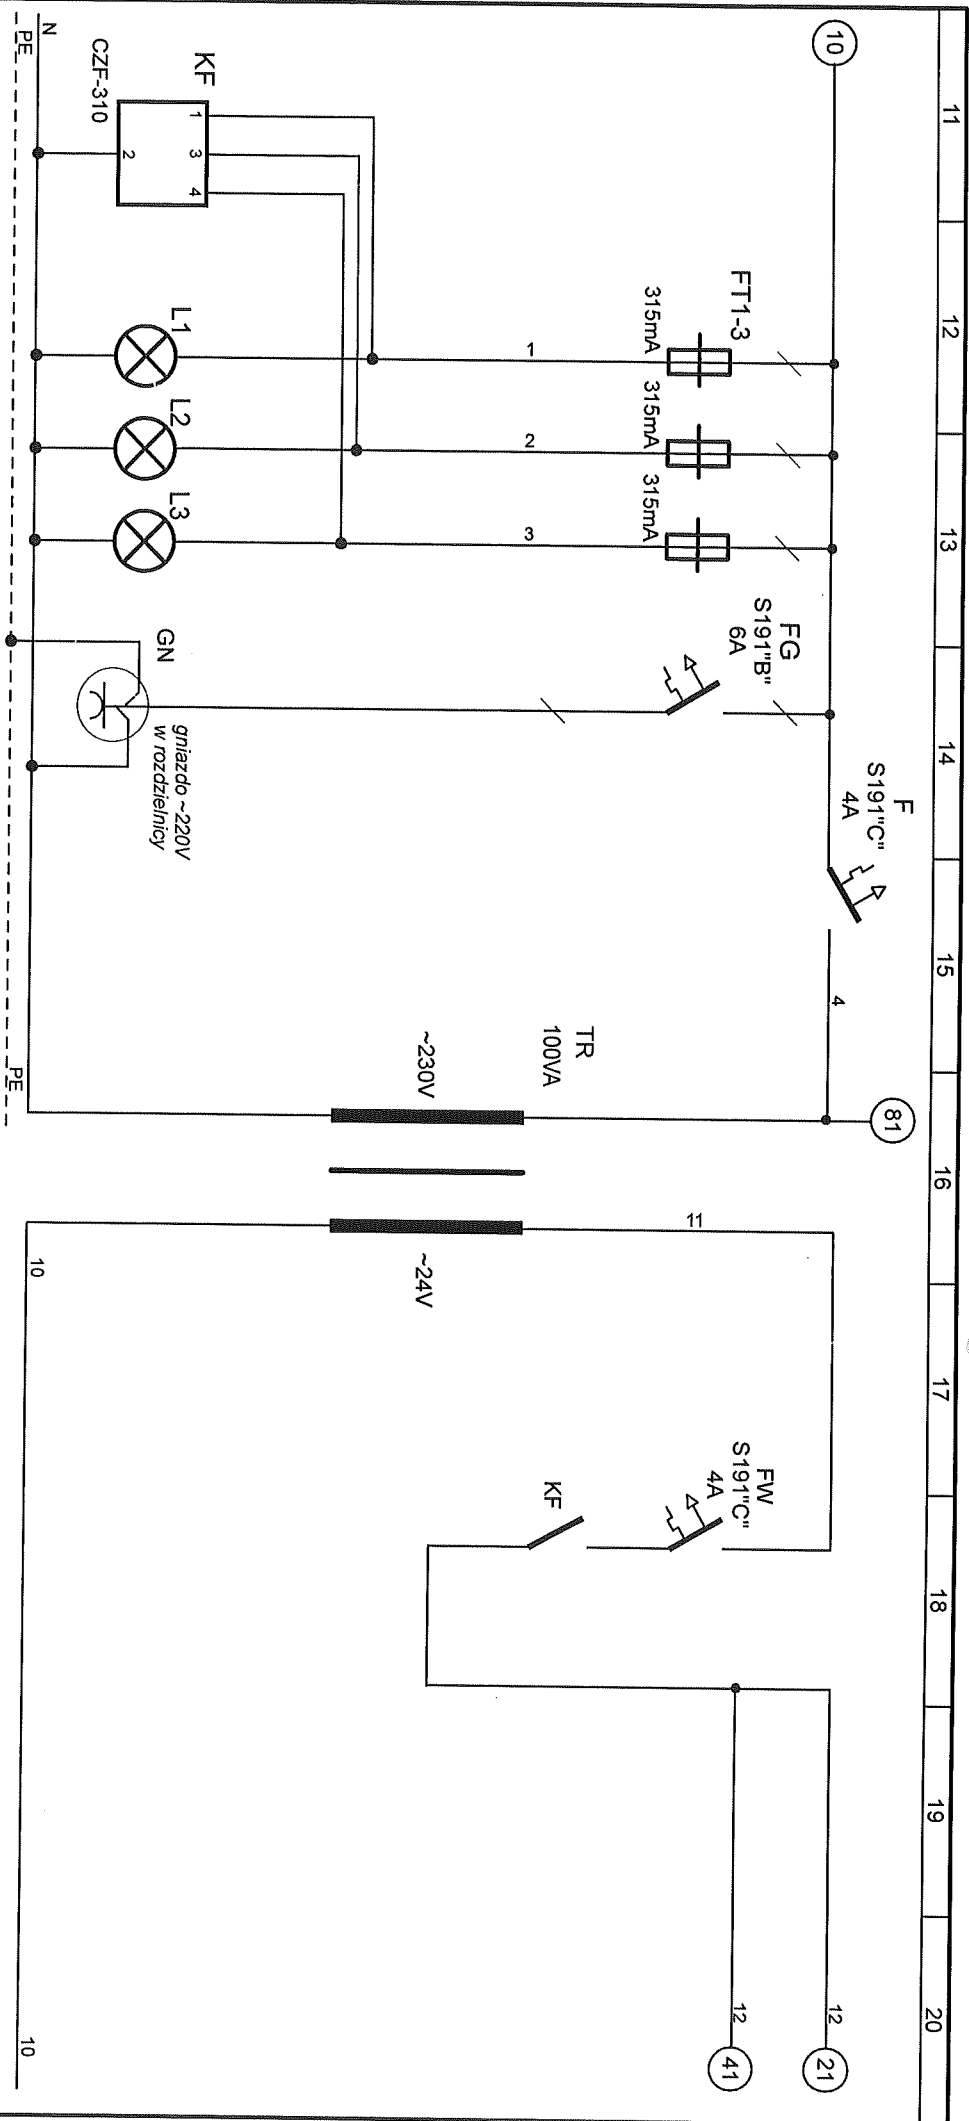 11
12
13
14
15
16
17
18
19
20
10
81
21
41
12
12
F
S191"C"
4A
4
FT1-3
315mA
315mA
315mA
FG
S191"B"
6A
FW
S191"C"
4A
KF
11
TR
100VA
~230V
~24V
1
2
3
KF
CZF-310
1
3
4
2
L1
L2
L3
GN
gniazdo ~220V
w rozdzielnicy
N
PE
PE
10
10